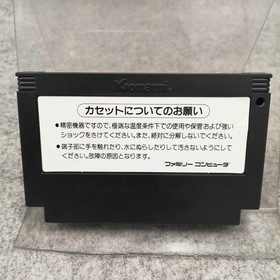 Konami
カセットについてのお願い
●精密機器ですので、極端な温度条件下での使用や保管および強い
ショックをさけてください。また、絶対に分解しないでください。
●端子部に手を触れたり、水にぬらしたりして汚さないようにして
ください。故障の原因となります。
ファミリー コンピュータ